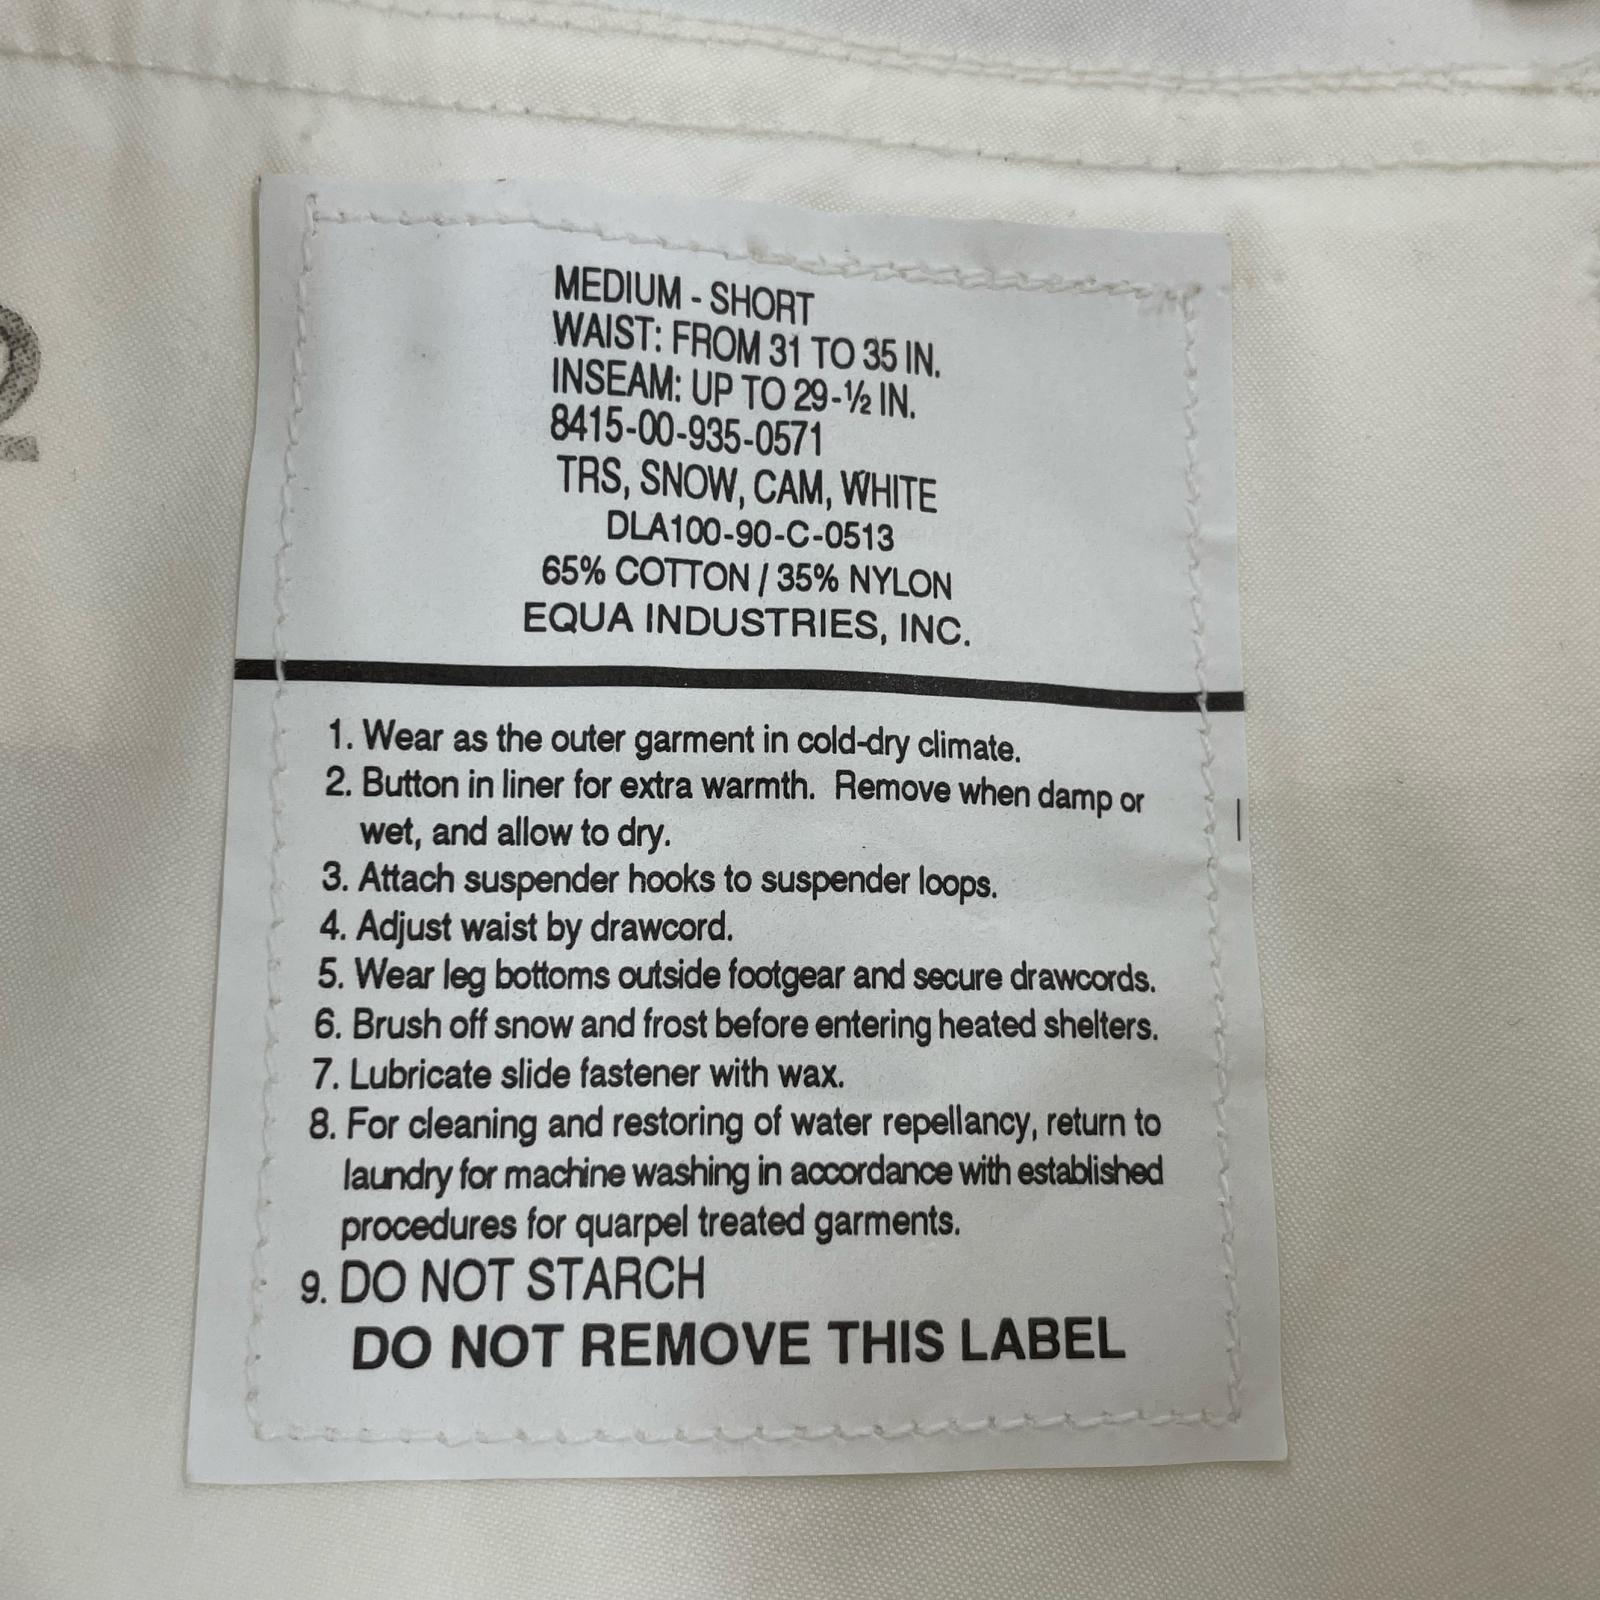 MEDIUM - SHORT
WAIST: FROM 31 TO 35 IN.
INSEAM: UP TO 29-½ IN.
8415-00-935-0571
TRS, SNOW, CAM, WHITE
DLA100-90-C-0513
65% COTTON / 35% NYLON
EQUA INDUSTRIES, INC.
1. Wear as the outer garment in cold-dry climate.
2. Button in liner for extra warmth. Remove when damp or
wet, and allow to dry.
3. Attach suspender hooks to suspender loops.
4. Adjust waist by drawcord.
5. Wear leg bottoms outside footgear and secure drawcords.
6. Brush off snow and frost before entering heated shelters.
7. Lubricate slide fastener with wax.
8. For cleaning and restoring of water repellancy, return to
laundry for machine washing in accordance with established
procedures for quarpel treated garments.
9. DO NOT STARCH
DO NOT REMOVE THIS LABEL